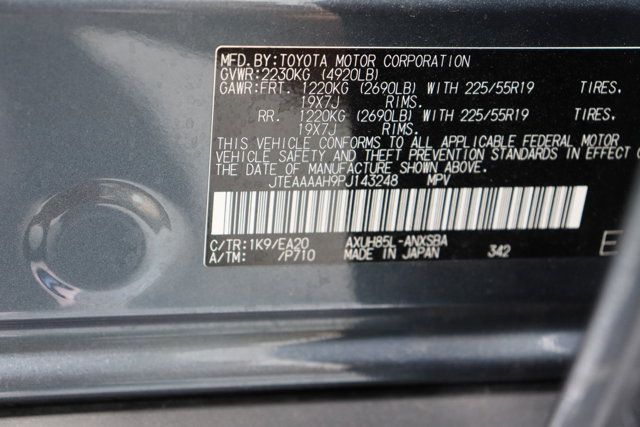 MFD.BY:TOYOTA MOTOR CORPORATION
GVWR:2230KG (4920LB)
GAWR:FRT. 1220KG (2690LB) WITH 225/55R19 TIRES,
19X7J RIMS.
RR. 1220KG (2690LB) WITH 225/55R19 TIRES,
19X7J RIMS.
THIS VEHICLE CONFORMS TO ALL APPLICABLE FEDERAL MOTOR
VEHICLE SAFETY AND THEFT PREVENTION STANDARDS IN EFFECT
THE DATE OF MANUFACTURE SHOWN ABOVE.
JTEAAAAH9PJ143248 MPV
C/TR:1K9/EA20 AXUH85L-ANXSBA 342
A/TM: /P710 MADE IN JAPAN